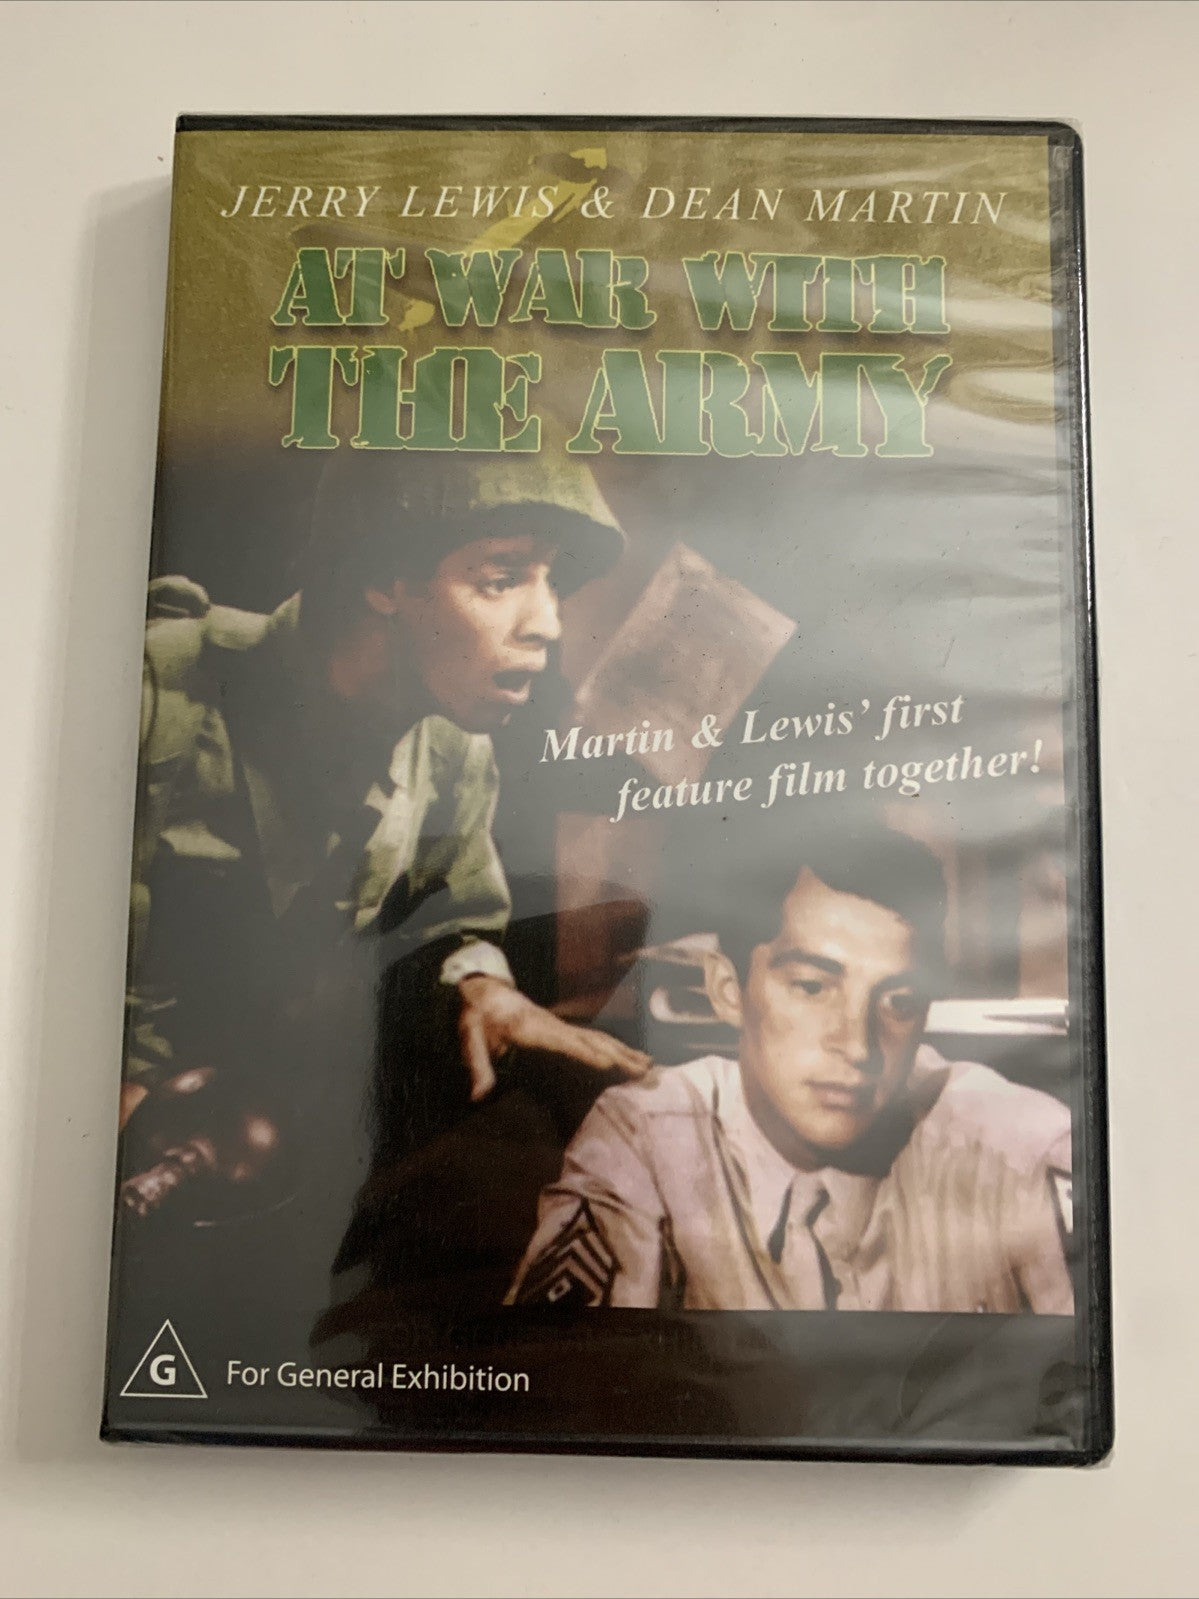 JERRY LEWIS & DEAN MARTIN
AT WAR WITH
THE ARMY
Martin & Lewis' first
feature film together!
G For General Exhibition